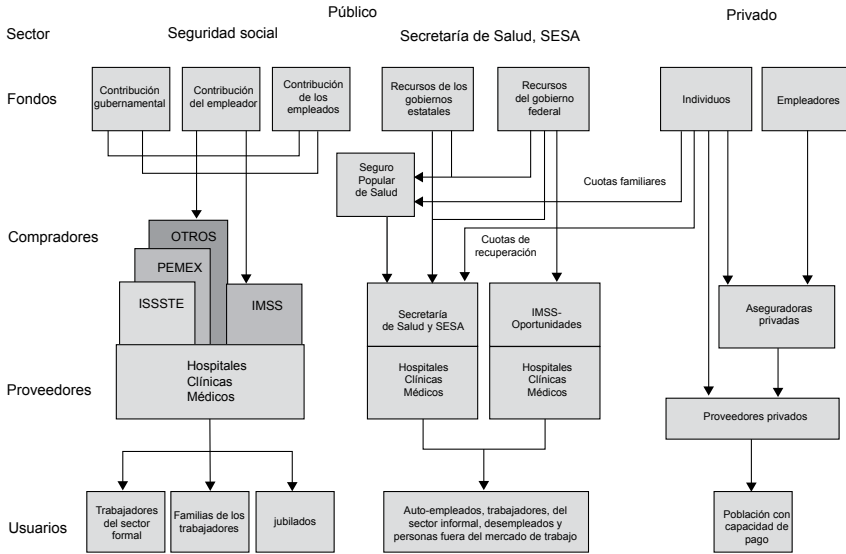 Público
Privado
Sector
Seguridad social
Secretaría de Salud, SESA
Fondos
Contribución
gubernamental
Contribución
del empleador
Contribución
de los
empleados
Recursos de los
gobiernos
estatales
Recursos
del gobierno
federal
Individuos
Empleadores
Seguro
Popular
de Salud
Cuotas familiares
Compradores
OTROS
PEMEX
ISSSTE
IMSS
Cuotas de
recuperación
Secretaría
de Salud y SESA
IMSS-
Oportunidades
Aseguradoras
privadas
Proveedores
Hospitales
Clínicas
Médicos
Hospitales
Clínicas
Médicos
Hospitales
Clínicas
Médicos
Proveedores privados
Usuarios
Trabajadores
del sector
formal
Familias de los
trabajadores
jubilados
Auto-empleados, trabajadores, del
sector informal, desempleados y
personas fuera del mercado de trabajo
Población con
capacidad de
pago